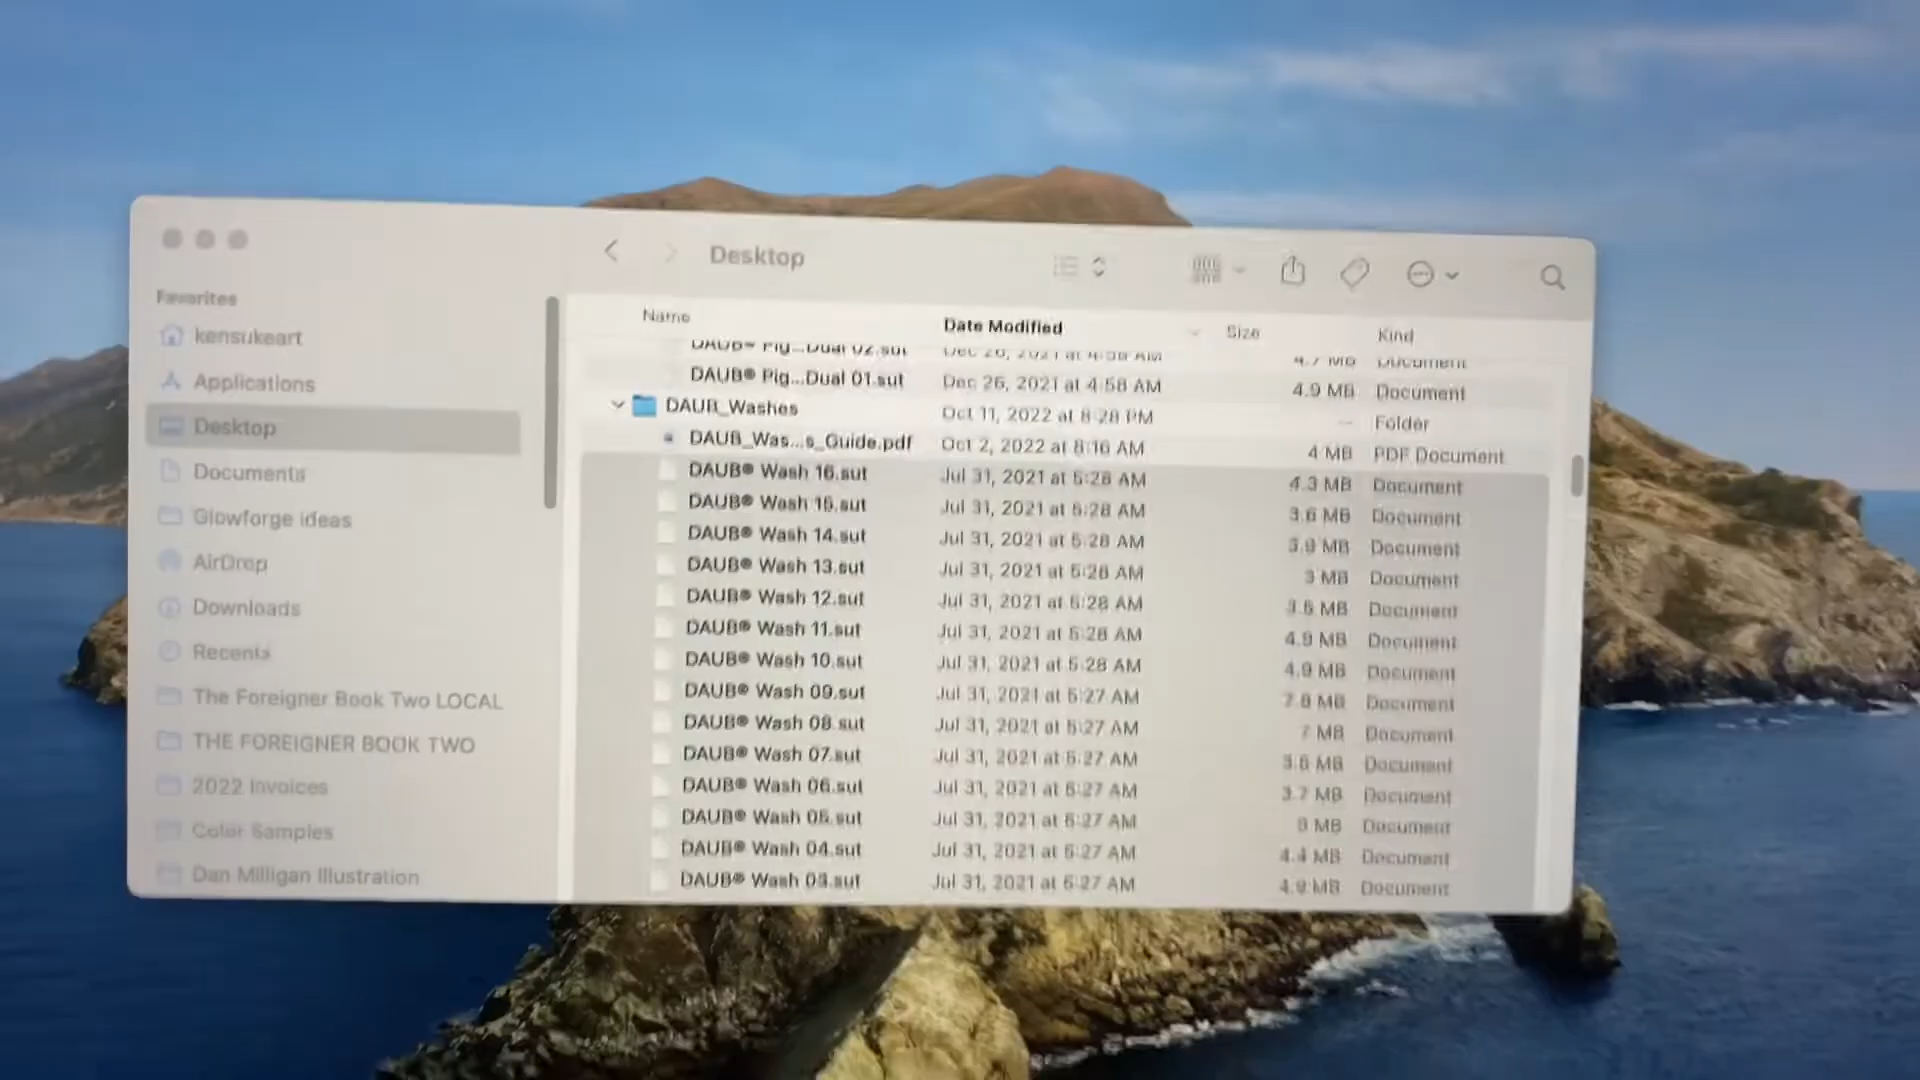 Desktop
Favorites
kensukeart
Applications
Desktop
Documents
Glowforge ideas
AirDrop
Downloads
Recents
The Foreigner Book Two LOCAL
THE FOREIGNER BOOK TWO
2022 Invoices
Color Samples
Dan Milligan Illustration
Name Date Modified Size Kind
DAUB® Pig...Dual 02.sut Dec 26, 2021 at 4:58 AM 4.7 MB Document
DAUB® Pig...Dual 01.sut Dec 26, 2021 at 4:58 AM 4.9 MB Document
DAUB_Washes Oct 11, 2022 at 8:28 PM -- Folder
DAUB_Was...s_Guide.pdf Oct 2, 2022 at 8:16 AM 4 MB PDF Document
DAUB® Wash 16.sut Jul 31, 2021 at 5:28 AM 4.3 MB Document
DAUB® Wash 15.sut Jul 31, 2021 at 5:28 AM 3.6 MB Document
DAUB® Wash 14.sut Jul 31, 2021 at 5:28 AM 3.9 MB Document
DAUB® Wash 13.sut Jul 31, 2021 at 5:28 AM 3 MB Document
DAUB® Wash 12.sut Jul 31, 2021 at 5:28 AM Document
DAUB® Wash 11.sut Jul 31, 2021 at 5:28 AM 4.9 MB Document
DAUB® Wash 10.sut Jul 31, 2021 at 5:28 AM 4.9 MB Document
DAUB® Wash 09.sut Jul 31, 2021 at 5:27 AM 7.8 MB Document
DAUB® Wash 08.sut Jul 31, 2021 at 5:27 AM 7 MB Document
DAUB® Wash 07.sut Jul 31, 2021 at 5:27 AM Document
DAUB® Wash 06.sut Jul 31, 2021 at 5:27 AM 3.7 MB Document
DAUB® Wash 05.sut Jul 31, 2021 at 5:27 AM Document
DAUB® Wash 04.sut Jul 31, 2021 at 5:27 AM 4.4 MB Document
DAUB® Wash 03.sut Jul 31, 2021 at 5:27 AM 4.9 MB Document